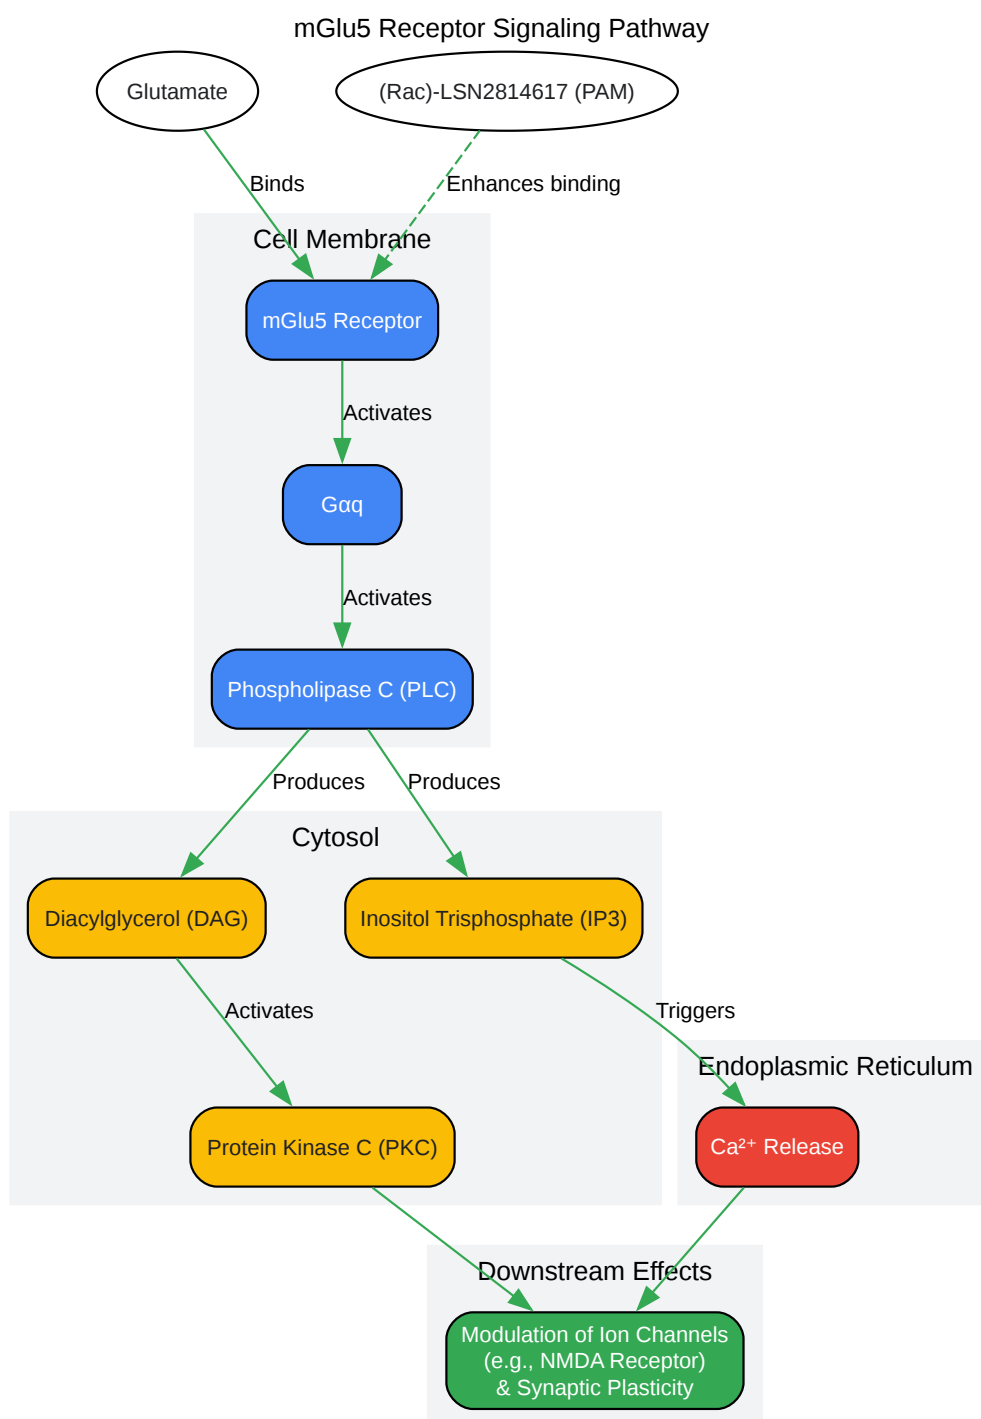 mGlu5 Receptor Signaling Pathway
Glutamate
(Rac)-LSN2814617 (PAM)
Binds
Enhances binding
Cell Membrane
mGlu5 Receptor
Activates
Gαq
Activates
Phospholipase C (PLC)
Produces
Produces
Cytosol
Diacylglycerol (DAG)
Inositol Trisphosphate (IP3)
Activates
Triggers
Endoplasmic Reticulum
Protein Kinase C (PKC)
Ca²⁺ Release
Downstream Effects
Modulation of Ion Channels
(e.g., NMDA Receptor)
& Synaptic Plasticity